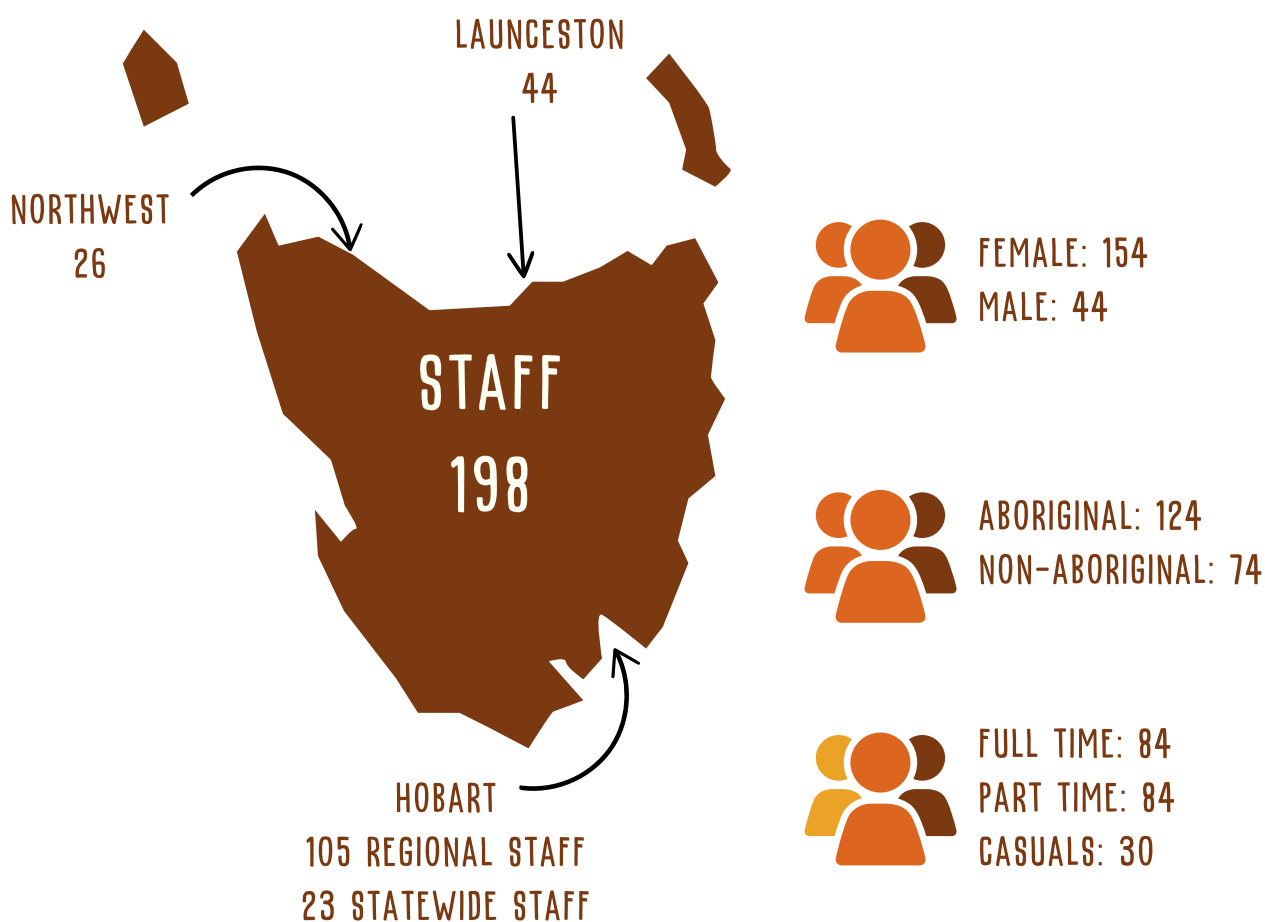 LAUNCESTON
44
NORTHWEST
26
STAFF
198
HOBART
105 REGIONAL STAFF
23 STATEWIDE STAFF
FEMALE: 154
MALE: 44
ABORIGINAL: 124
NON-ABORIGINAL: 74
FULL TIME: 84
PART TIME: 84
CASUALS: 30